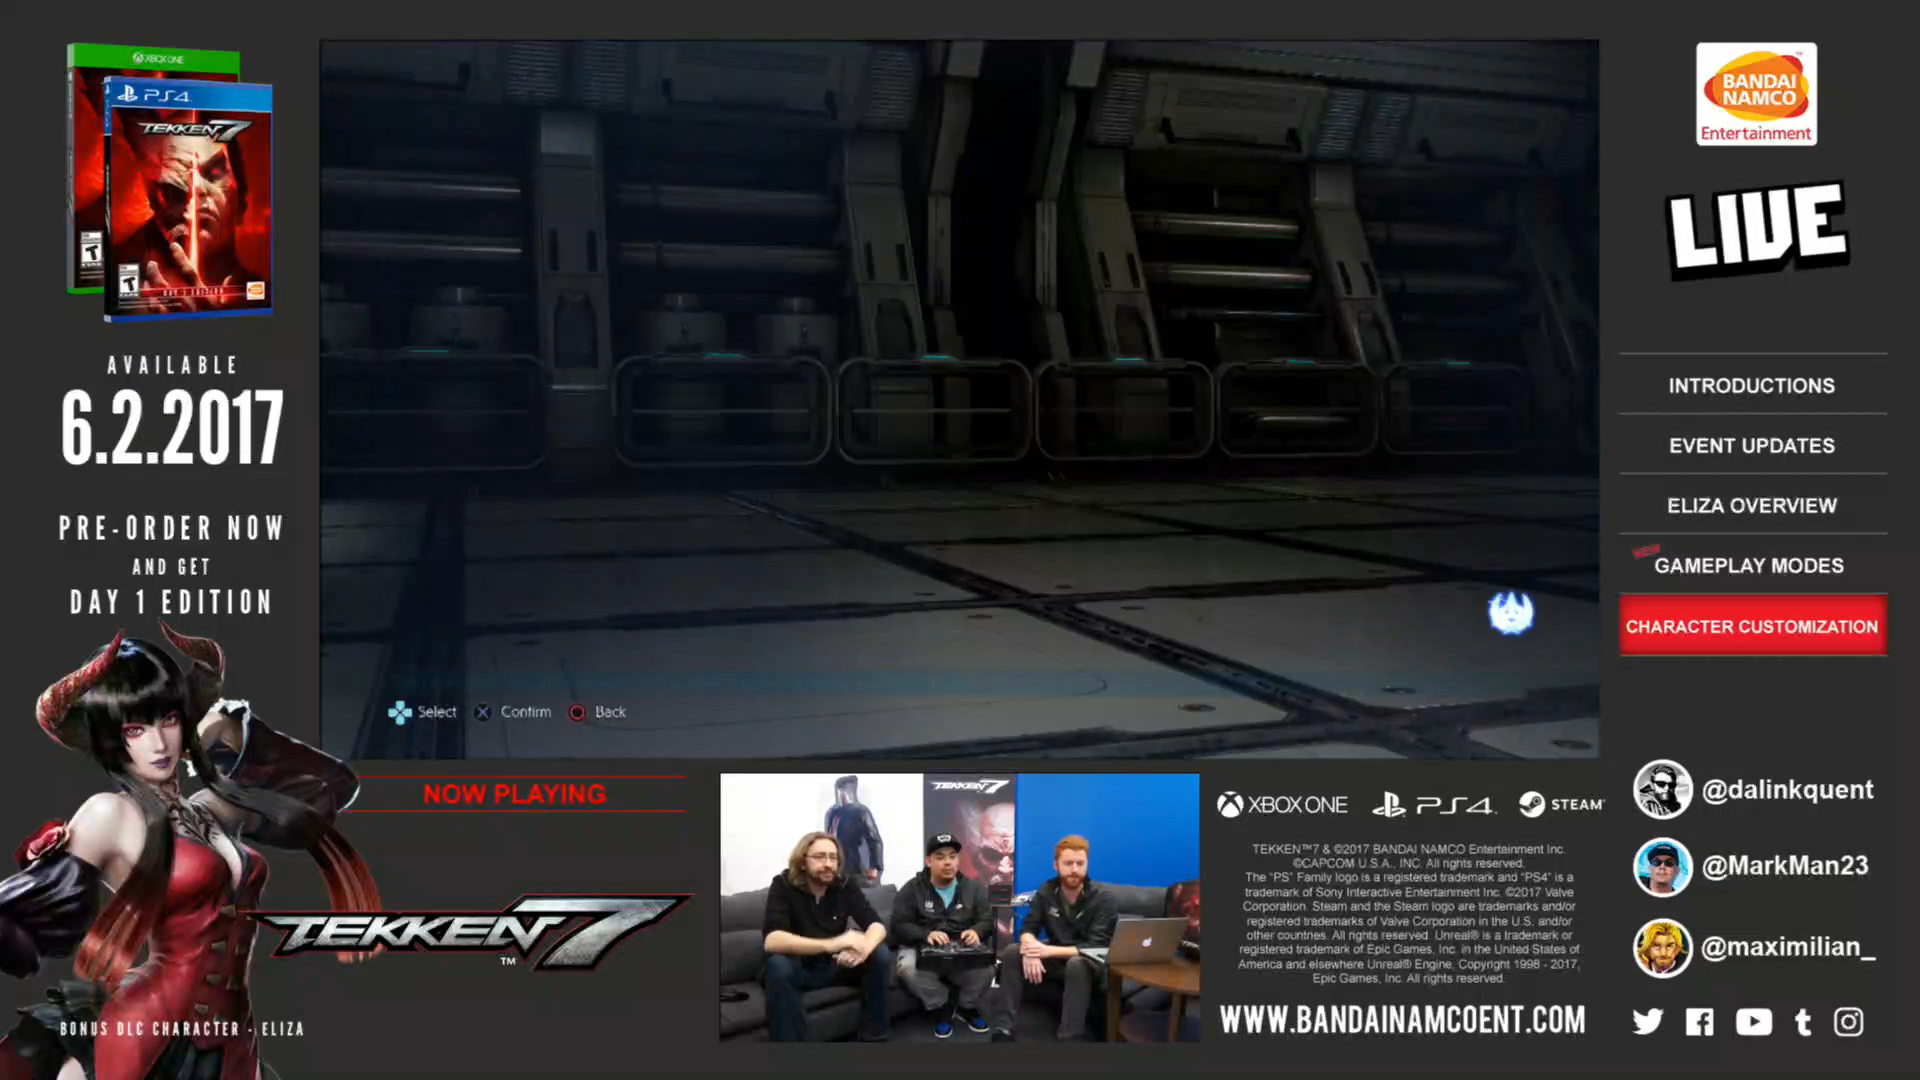 XBOX ONE
PS4
TEKKEN 7
DAY 1 EDITION
AVAILABLE
6.2.2017
PRE-ORDER NOW
AND GET
DAY 1 EDITION
BONUS DLC CHARACTER - ELIZA
Select Confirm Back
NOW PLAYING
TEKKEN 7
TM
TEKKEN 7
XBOX ONE PS4 STEAM
TEKKEN™7 & ©2017 BANDAI NAMCO Entertainment Inc.
©CAPCOM U.S.A., INC. All rights reserved.
The "PS" Family logo is a registered trademark and "PS4" is a
trademark of Sony Interactive Entertainment Inc. ©2017 Valve
Corporation. Steam and the Steam logo are trademarks and/or
registered trademarks of Valve Corporation in the U.S. and/or
other countries. All rights reserved. Unreal® is a trademark or
registered trademark of Epic Games, Inc. in the United States of
America and elsewhere Unreal® Engine, Copyright 1998 - 2017,
Epic Games, Inc. All rights reserved.
WWW.BANDAINAMCOENT.COM
BANDAI
NAMCO
Entertainment
LIVE
INTRODUCTIONS
EVENT UPDATES
ELIZA OVERVIEW
NEW
GAMEPLAY MODES
CHARACTER CUSTOMIZATION
@dalinkquent
@MarkMan23
@maximilian_